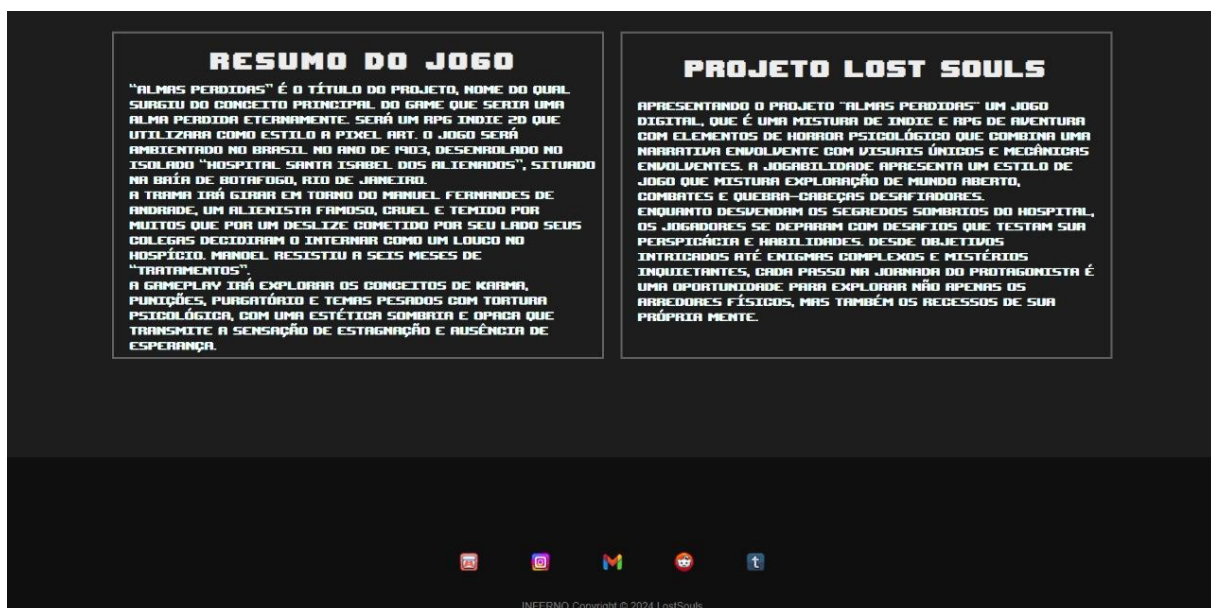 RESUMO DO JOGO
"ALMAS PERDIDAS" É O TÍTULO DO PROJETO, NOME DO QUAL
SURGIU DO CONCEITO PRINCIPAL DO GAME QUE SERIA UMA
ALMA PERDIDA ETERNAMENTE. SERÁ UM RPG INDIE 2D QUE
UTILIZARA COMO ESTILO A PIXEL ART. O JOGO SERÁ
AMBIENTADO NO BRASIL NO ANO DE 1903, DESENROLADO NO
ISOLADO "HOSPITAL SANTA ISABEL DOS ALIENADOS", SITUADO
NA BAÍA DE BOTAFOGO, RIO DE JANEIRO.
A TRAMA IRÁ GIRAR EM TORNO DO MANUEL FERNANDES DE
ANDRADE, UM ALIENISTA FAMOSO, CRUEL E TEMIDO POR
MUITOS QUE POR UM DESLIZE COMETIDO POR SEU LADO SEUS
COLEGAS DECIDIRAM O INTERNAR COMO UM LOUCO NO
HOSPÍCIO. MANOEL RESISTIU A SEIS MESES DE
"TRATAMENTOS".
A GAMEPLAY IRÁ EXPLORAR OS CONCEITOS DE KARMA,
PUNIÇÕES, PURGATÓRIO E TEMAS PESADOS COM TORTURA
PSICOLÓGICA, COM UMA ESTÉTICA SOMBRIA E OPACA QUE
TRANSMITE A SENSAÇÃO DE ESTAGNAÇÃO E AUSÊNCIA DE
ESPERANÇA.
PROJETO LOST SOULS
APRESENTANDO O PROJETO "ALMAS PERDIDAS" UM JOGO
DIGITAL, QUE É UMA MISTURA DE INDIE E RPG DE AVENTURA
COM ELEMENTOS DE HORROR PSICOLÓGICO QUE COMBINA UMA
NARRATIVA ENVOLVENTE COM VISUAIS ÚNICOS E MECÂNICAS
ENVOLVENTES. A JOGABILIDADE APRESENTA UM ESTILO DE
JOGO QUE MISTURA EXPLORAÇÃO DE MUNDO ABERTO,
COMBATES E QUEBRA-CABEÇAS DESAFIADORES.
ENQUANTO DESVENDAM OS SEGREDOS SOMBRIOS DO HOSPITAL,
OS JOGADORES SE DEPARAM COM DESAFIOS QUE TESTAM SUA
PERSPICÁCIA E HABILIDADES. DESDE OBJETIVOS
INTRICADOS ATÉ ENIGMAS COMPLEXOS E MISTÉRIOS
INQUIETANTES, CADA PASSO NA JORNADA DO PROTAGONISTA É
UMA OPORTUNIDADE PARA EXPLORAR NÃO APENAS OS
ARREDORES FÍSICOS, MAS TAMBÉM OS RECESSOS DE SUA
PRÓPRIA MENTE.
INFERNO Copyright © 2024 LostSouls